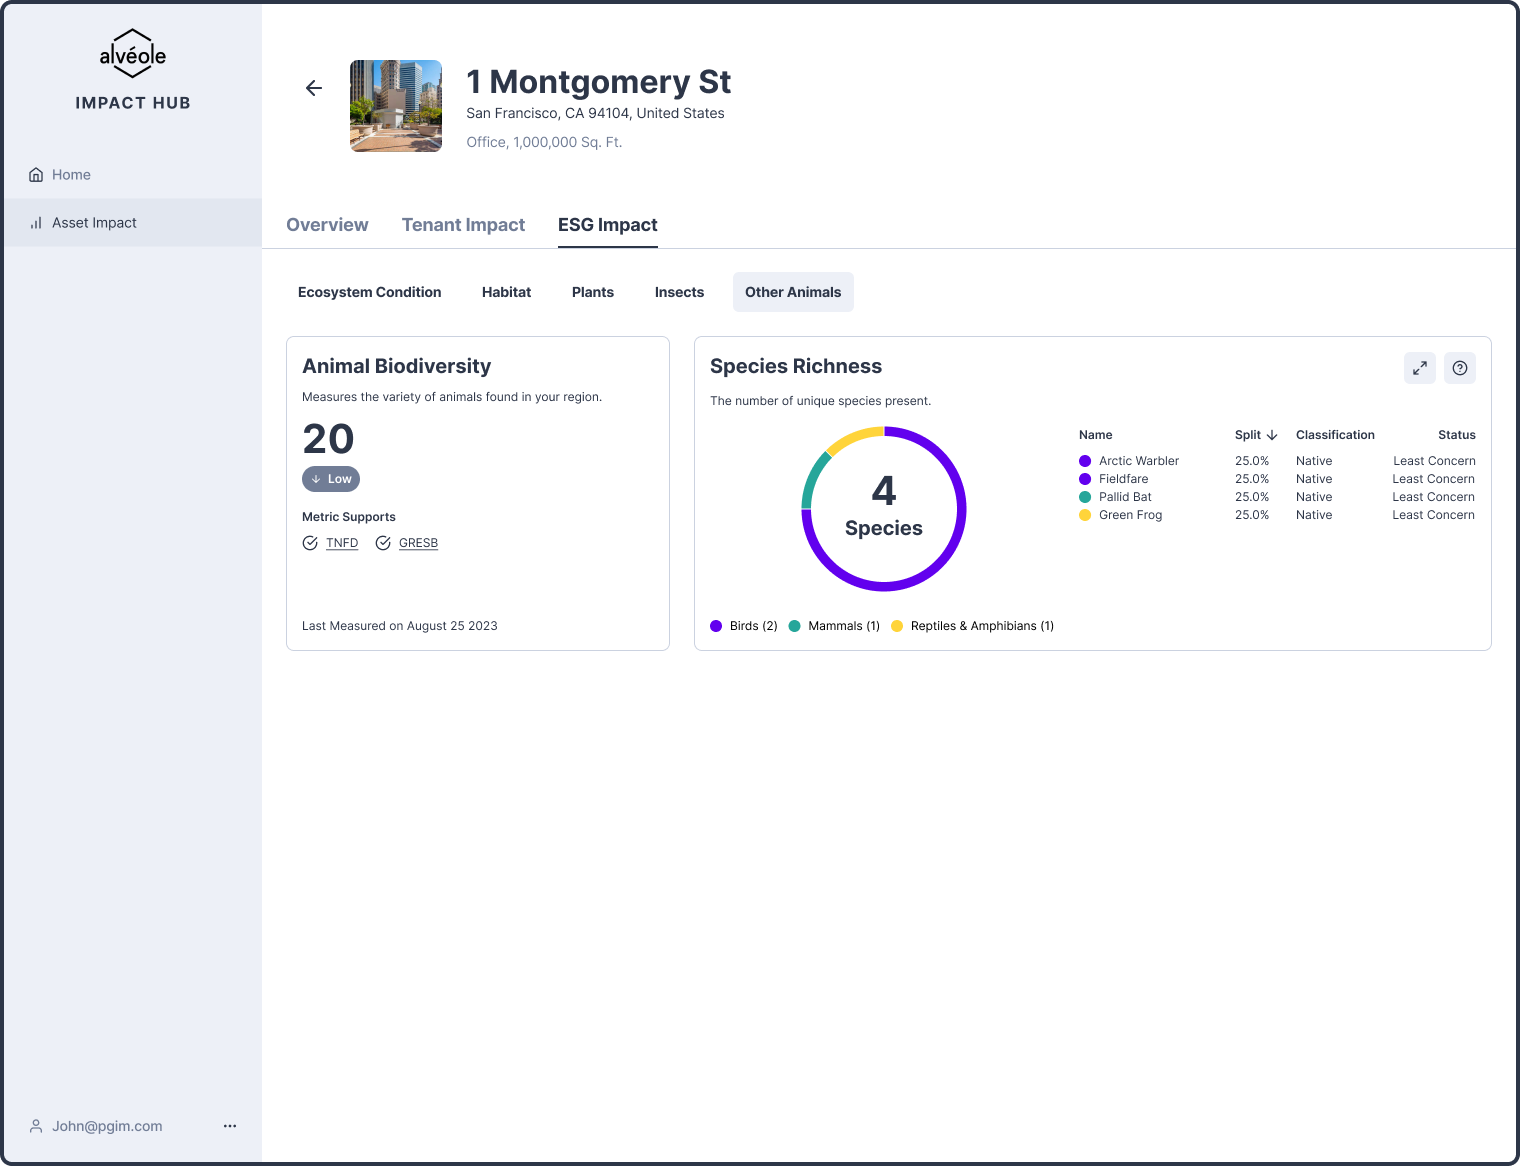 alvéole
IMPACT HUB
Home
Asset Impact
John@pgim.com
1 Montgomery St
San Francisco, CA 94104, United States
Office, 1,000,000 Sq. Ft.
Overview Tenant Impact ESG Impact
Ecosystem Condition Habitat Plants Insects Other Animals
Animal Biodiversity
Measures the variety of animals found in your region.
20
Low
Metric Supports
TNFD GRESB
Last Measured on August 25 2023
Species Richness
The number of unique species present.
4
Species
Birds (2) Mammals (1) Reptiles & Amphibians (1)
Name Split Classification Status
Arctic Warbler 25.0% Native Least Concern
Fieldfare 25.0% Native Least Concern
Pallid Bat 25.0% Native Least Concern
Green Frog 25.0% Native Least Concern